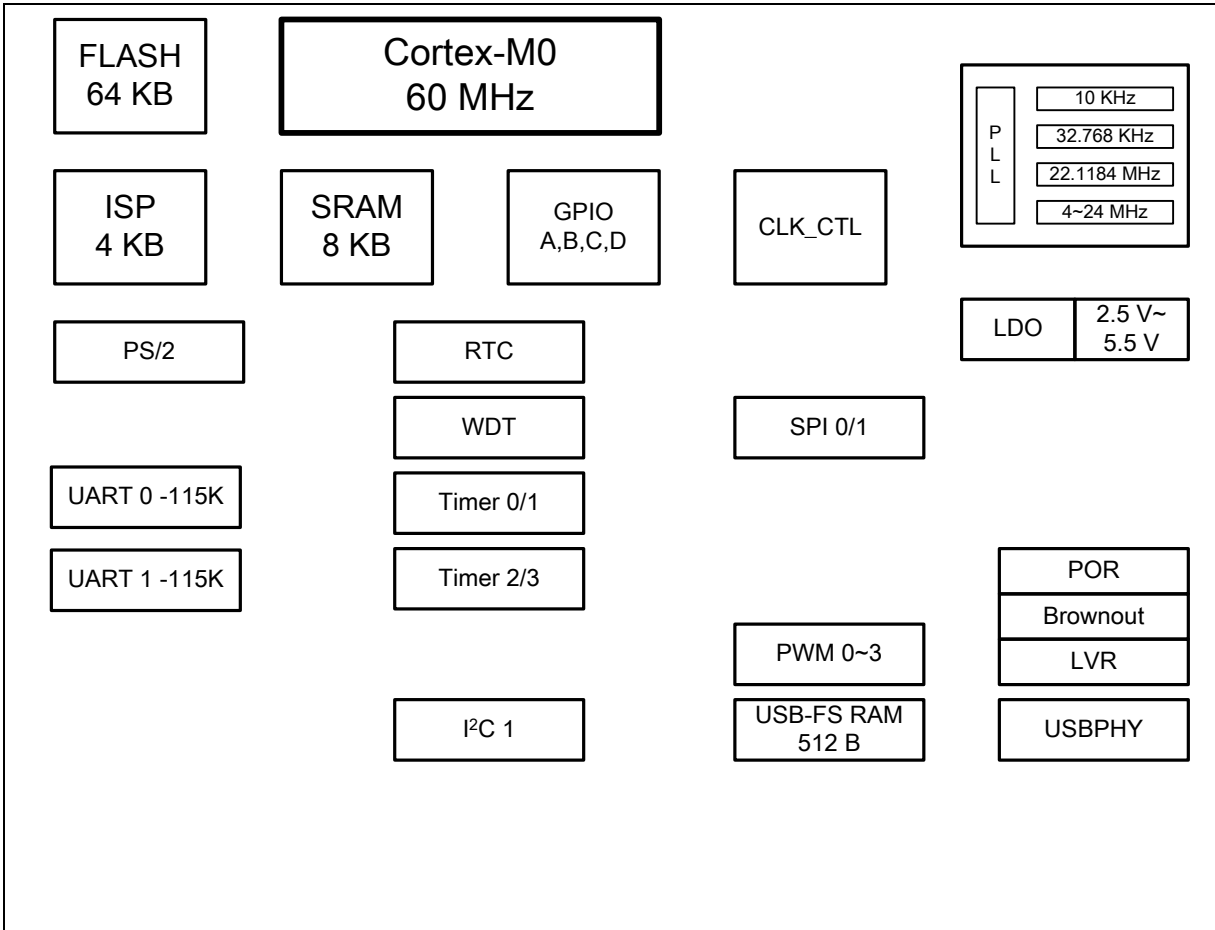 FLASH
64 KB
Cortex-M0
60 MHz
P
L
L
10 KHz
32.768 KHz
22.1184 MHz
4~24 MHz
ISP
4 KB
SRAM
8 KB
GPIO
A,B,C,D
CLK_CTL
LDO
2.5 V~
5.5 V
PS/2
RTC
WDT
SPI 0/1
UART 0 -115K
Timer 0/1
UART 1 -115K
Timer 2/3
POR
Brownout
LVR
PWM 0~3
I²C 1
USB-FS RAM
512 B
USBPHY